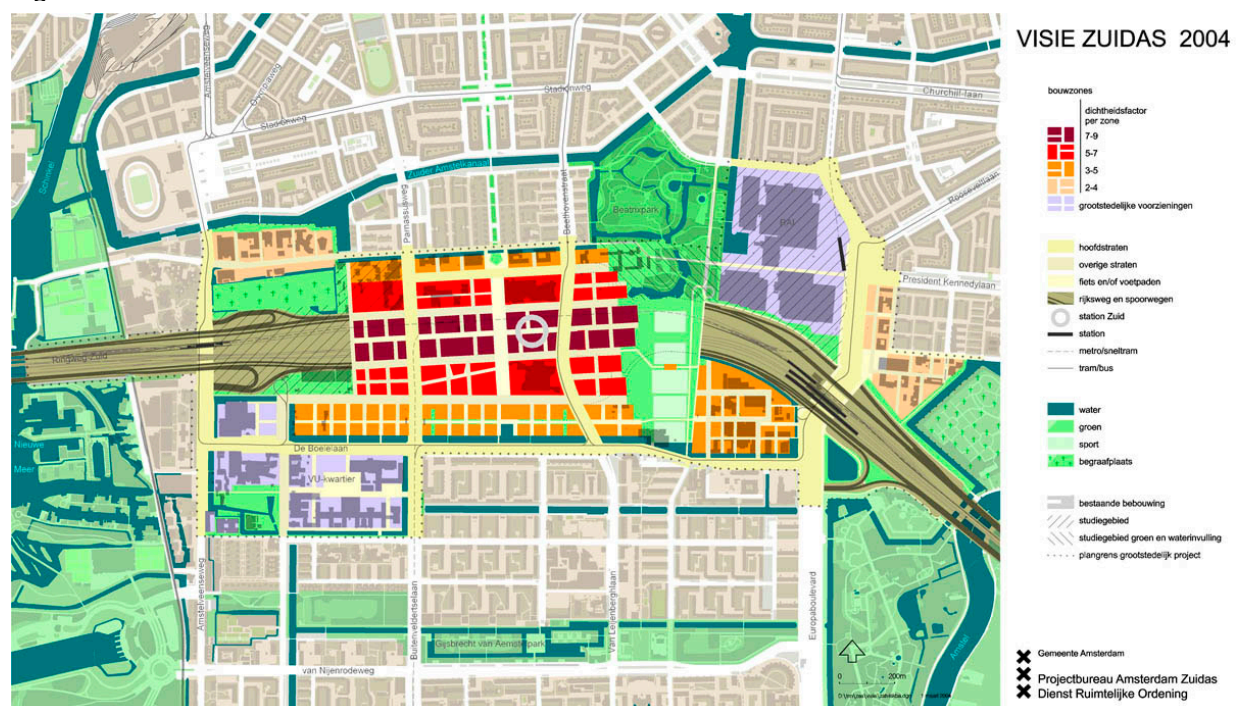 VISIE ZUIDAS 2004
bouwzones
dichtheidsfactor
per zone
7-9
5-7
3-5
2-4
grootstedelijke voorzieningen
hoofdstraten
overige straten
fiets en/of voetpaden
rijksweg en spoorwegen
station Zuid
station
metro/sneltram
tram/bus
water
groen
sport
begraafplaats
bestaande bebouwing
studiegebied
studiegebied groen en waterinvulling
plangrens grootstedelijk project
Gemeente Amsterdam
Projectbureau Amsterdam Zuidas
Dienst Ruimtelijke Ordening
Amstelveenseweg
Stadionweg
Stadionweg
Churchill-laan
Schinkel
Zuider Amstelkanaal
Parnassusweg
Beethovenstraat
Beatrixpark
RAI
Rooseveltlaan
President Kennedylaan
Ringweg-Zuid
De Boelelaan
VU-kwartier
Nieuwe
Meer
Amstelveenseweg
Buitenveldertselaan
Van Leijenberghlaan
Europaboulevard
Gijsbrecht van Aemstelpark
van Nijenrodeweg
Amstel
0
200m